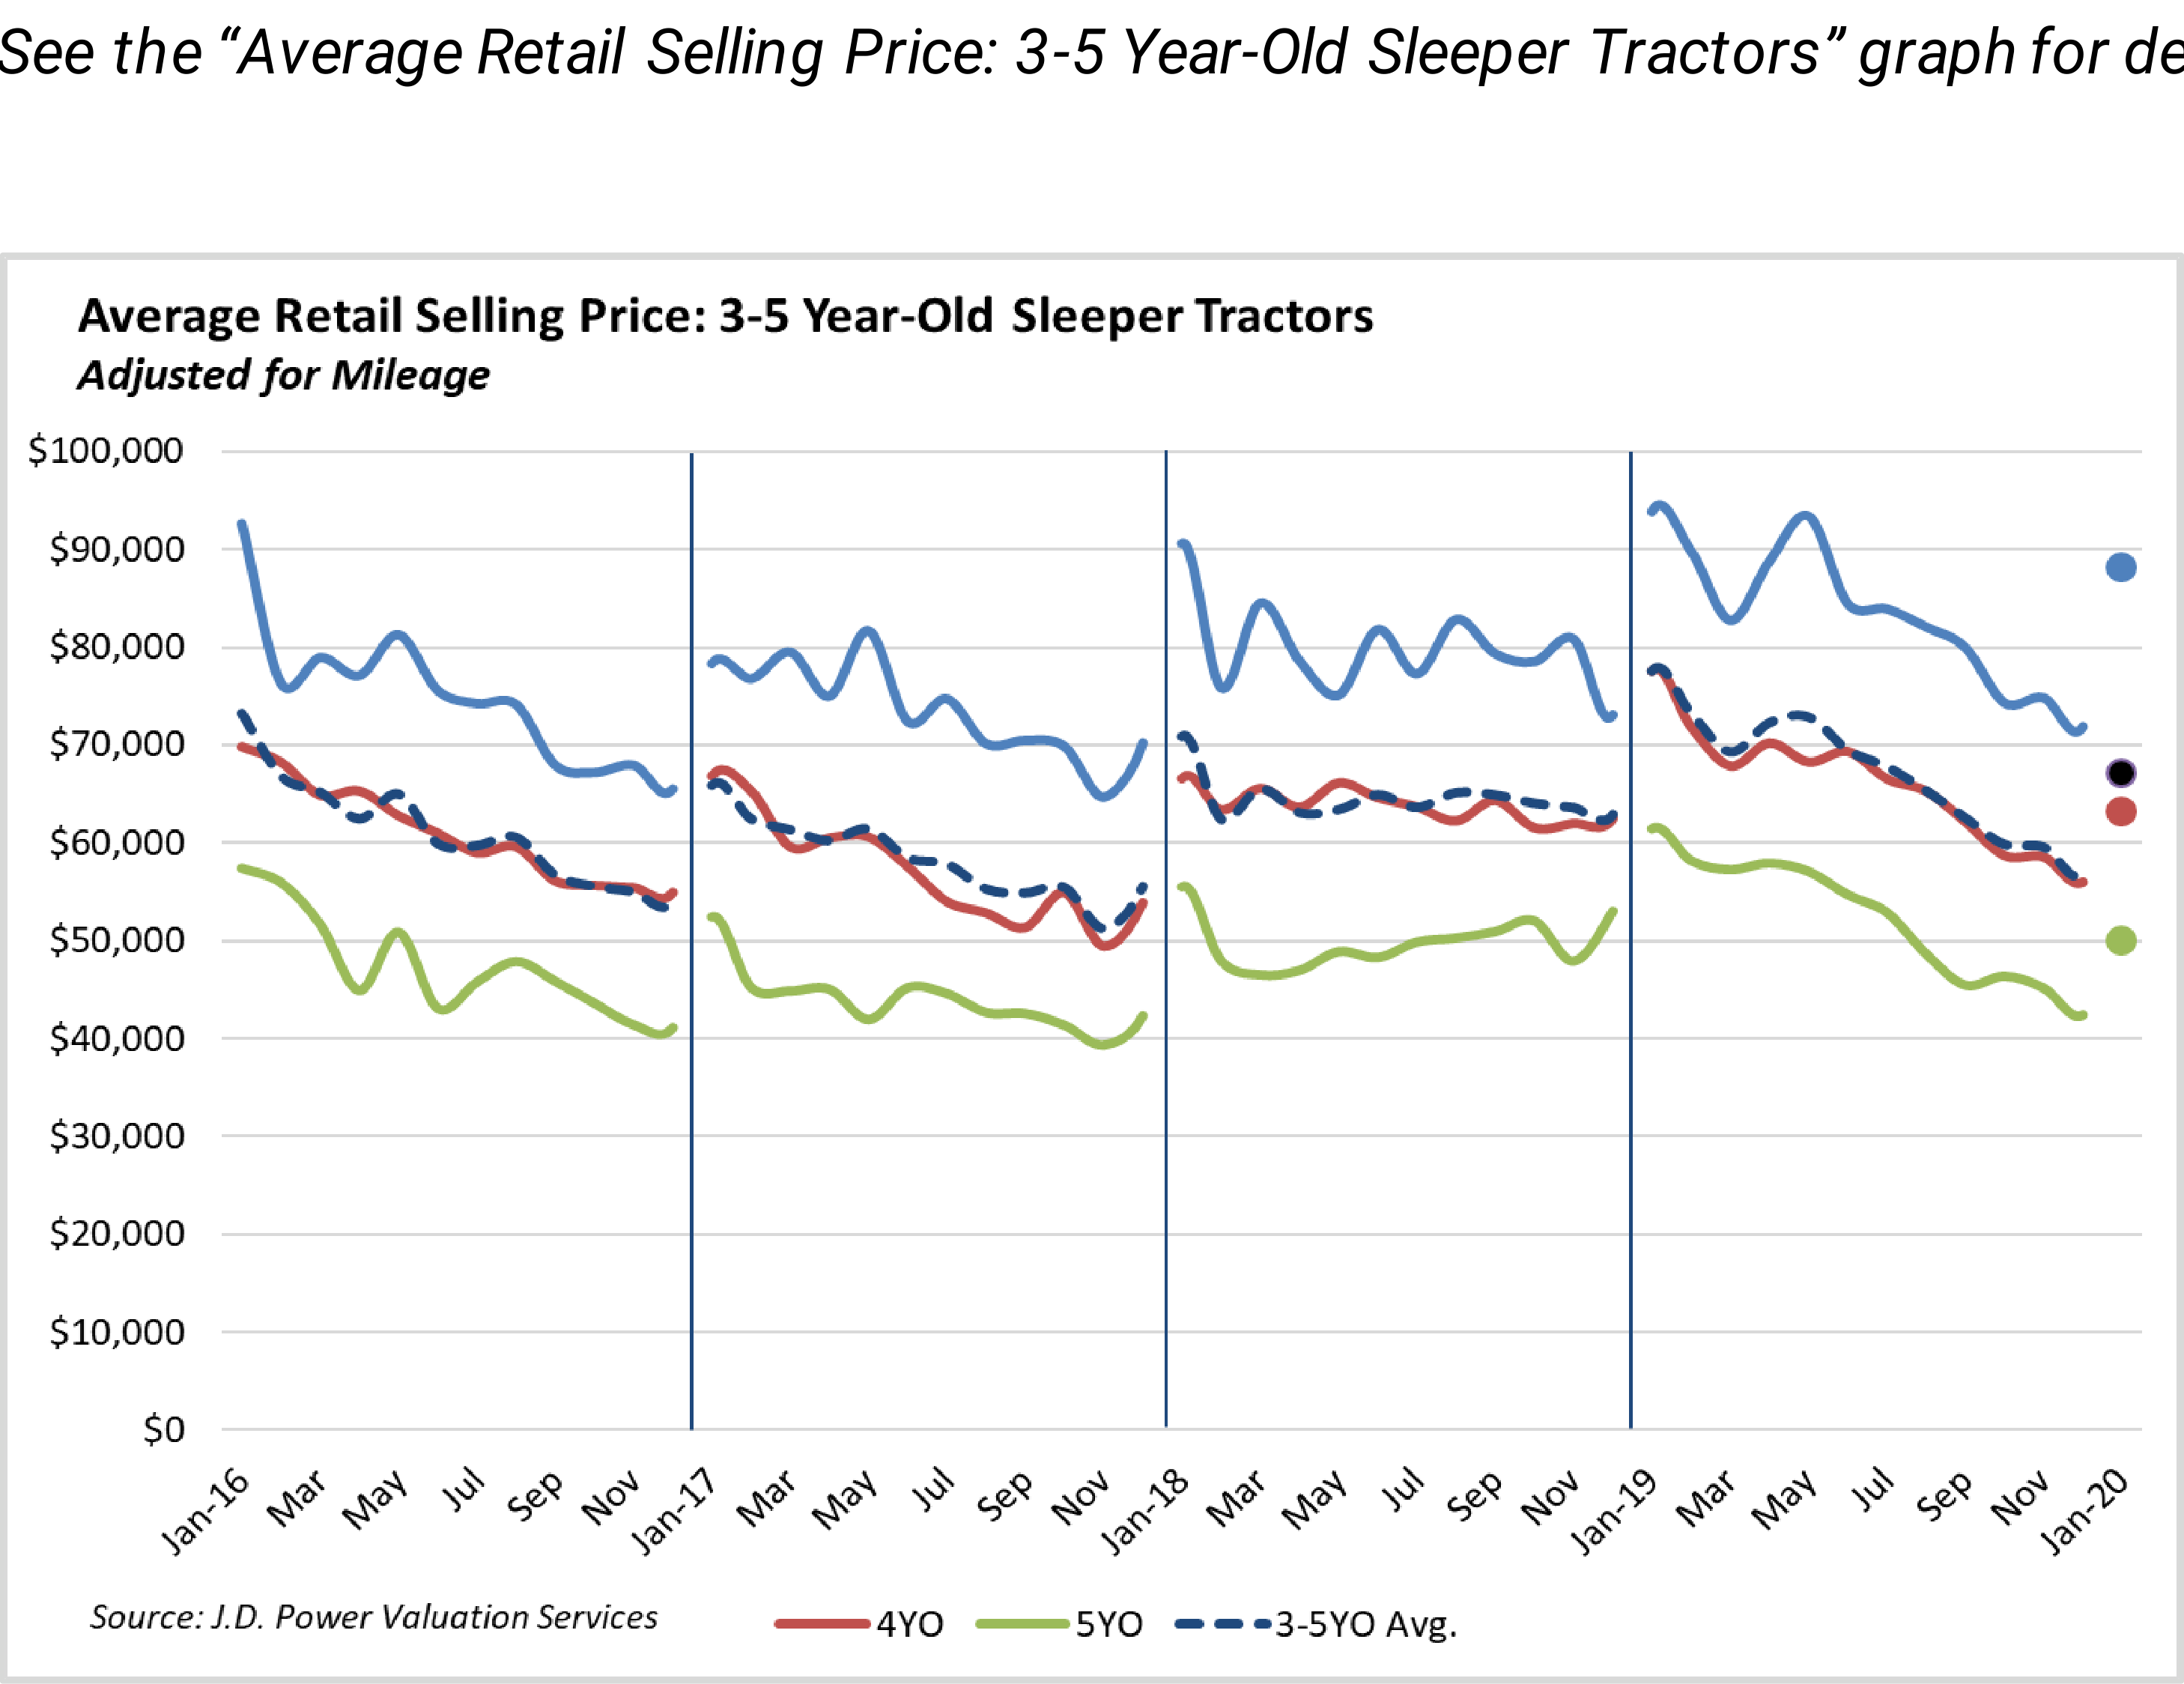 See the “Average Retail Selling Price: 3-5 Year-Old Sleeper Tractors” graph for de
Average Retail Selling Price: 3-5 Year-Old Sleeper Tractors
Adjusted for Mileage
$100,000
$90,000
$80,000
$70,000
$60,000
$50,000
$40,000
$30,000
$20,000
$10,000
$0
Jan-16 Mar May Jul Sep Nov Jan-17 Mar May Jul Sep Nov Jan-18 Mar May Jul Sep Nov Jan-19 Mar May Jul Sep Nov Jan-20
Source: J.D. Power Valuation Services 4YO 5YO 3-5YO Avg.